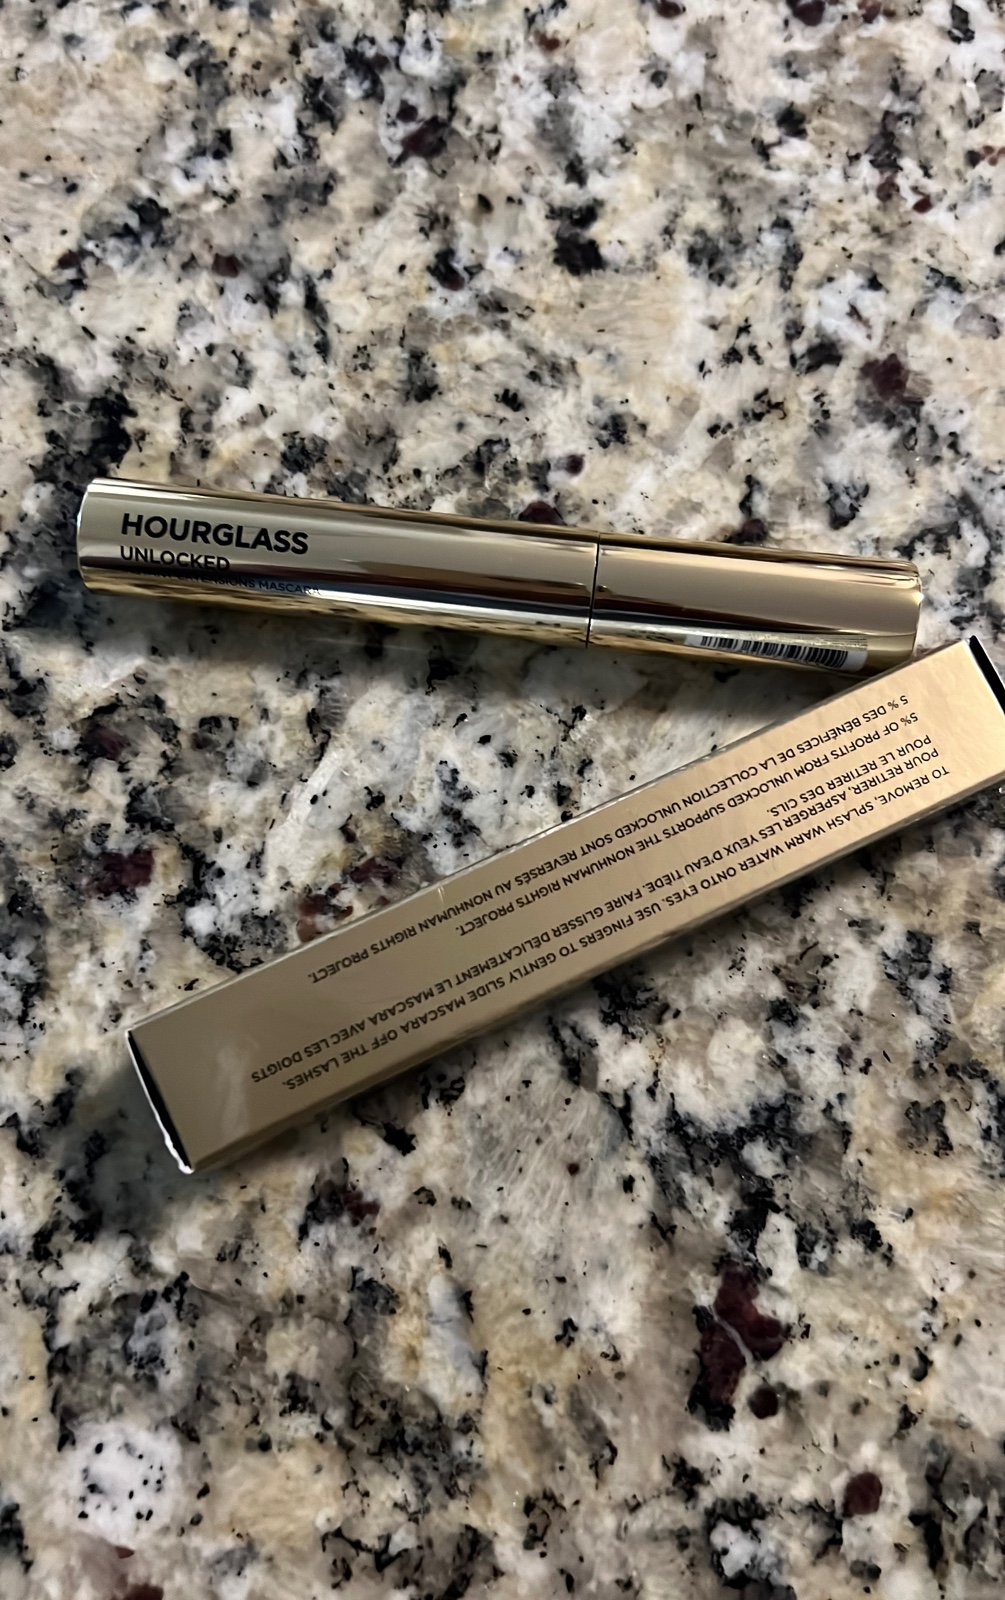 HOURGLASS
UNLOCKED
EXTENSIONS MASCARA
TO REMOVE, SPLASH WARM WATER ONTO EYES. USE FINGERS TO GENTLY SLIDE MASCARA OFF THE LASHES.
POUR RETIRER, ASPERGER LES YEUX D'EAU TIÈDE. FAIRE GLISSER DÉLICATEMENT LE MASCARA AVEC LES DOIGTS
POUR LE RETIRER DES CILS.
5% OF PROFITS FROM UNLOCKED SUPPORTS THE NONHUMAN RIGHTS PROJECT.
5 % DES BÉNÉFICES DE LA COLLECTION UNLOCKED SONT REVERSÉS AU NONHUMAN RIGHTS PROJECT.